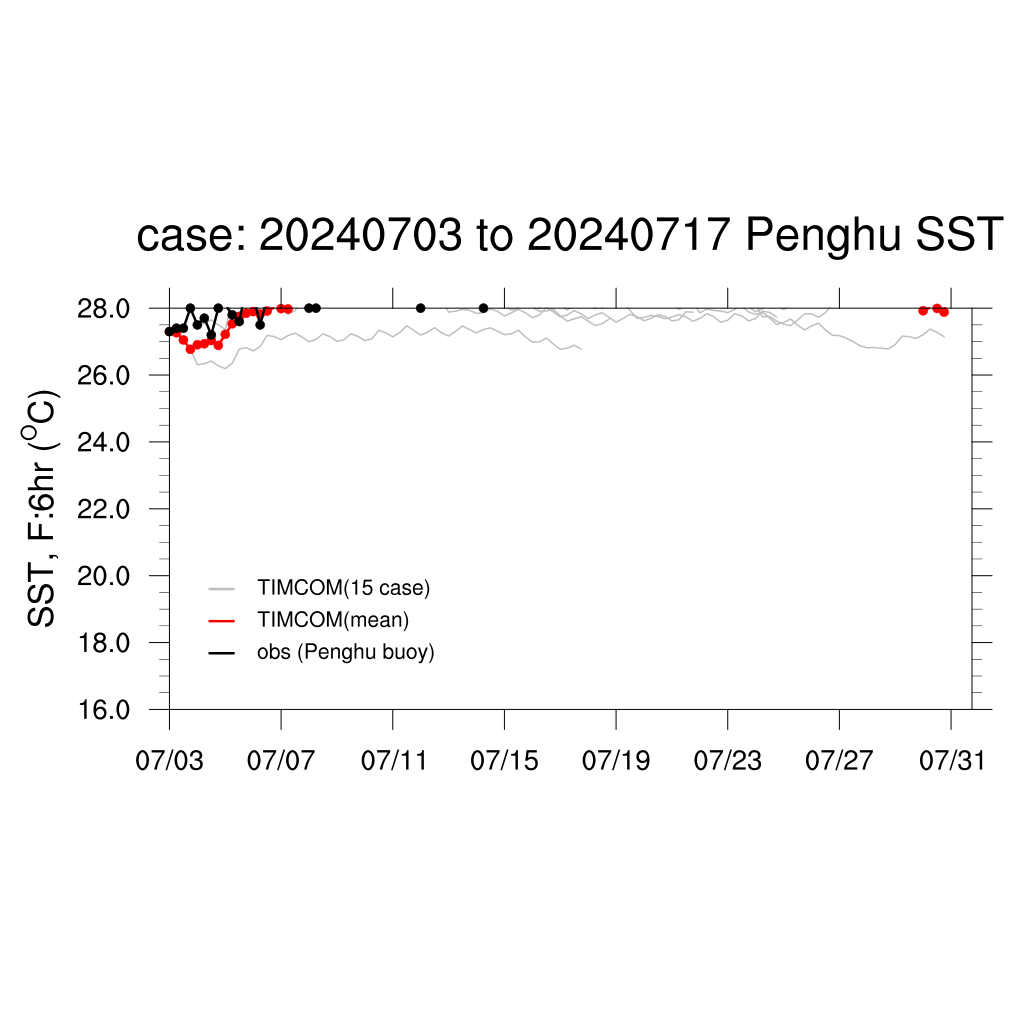 case: 20240703 to 20240717 Penghu SST
SST, F:6hr (°C)
28.0
26.0
24.0
22.0
20.0
18.0
16.0
TIMCOM(15 case)
TIMCOM(mean)
obs (Penghu buoy)
07/03 07/07 07/11 07/15 07/19 07/23 07/27 07/31